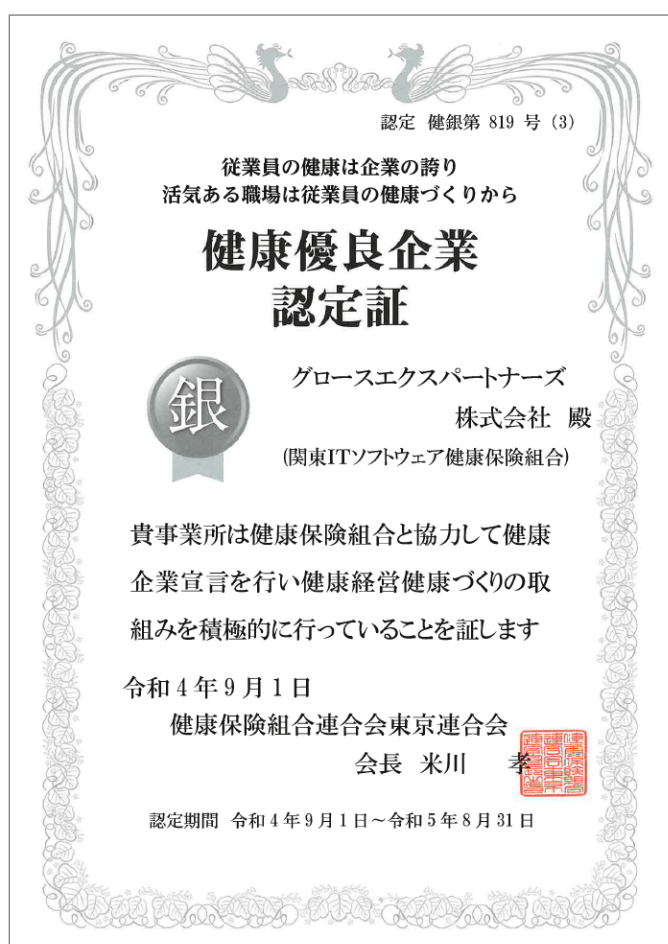 認定 健銀第 819 号（3）
従業員の健康は企業の誇り
活気ある職場は従業員の健康づくりから
健康優良企業
認定証
銀
グロースエクスパートナーズ
株式会社 殿
(関東ITソフトウェア健康保険組合)
貴事業所は健康保険組合と協力して健康
企業宣言を行い健康経営健康づくりの取
組みを積極的に行っていることを証します
令和4年9月1日
健康保険組合連合会東京連合会
会長 米川 孝
認定期間 令和4年9月1日～令和5年8月31日